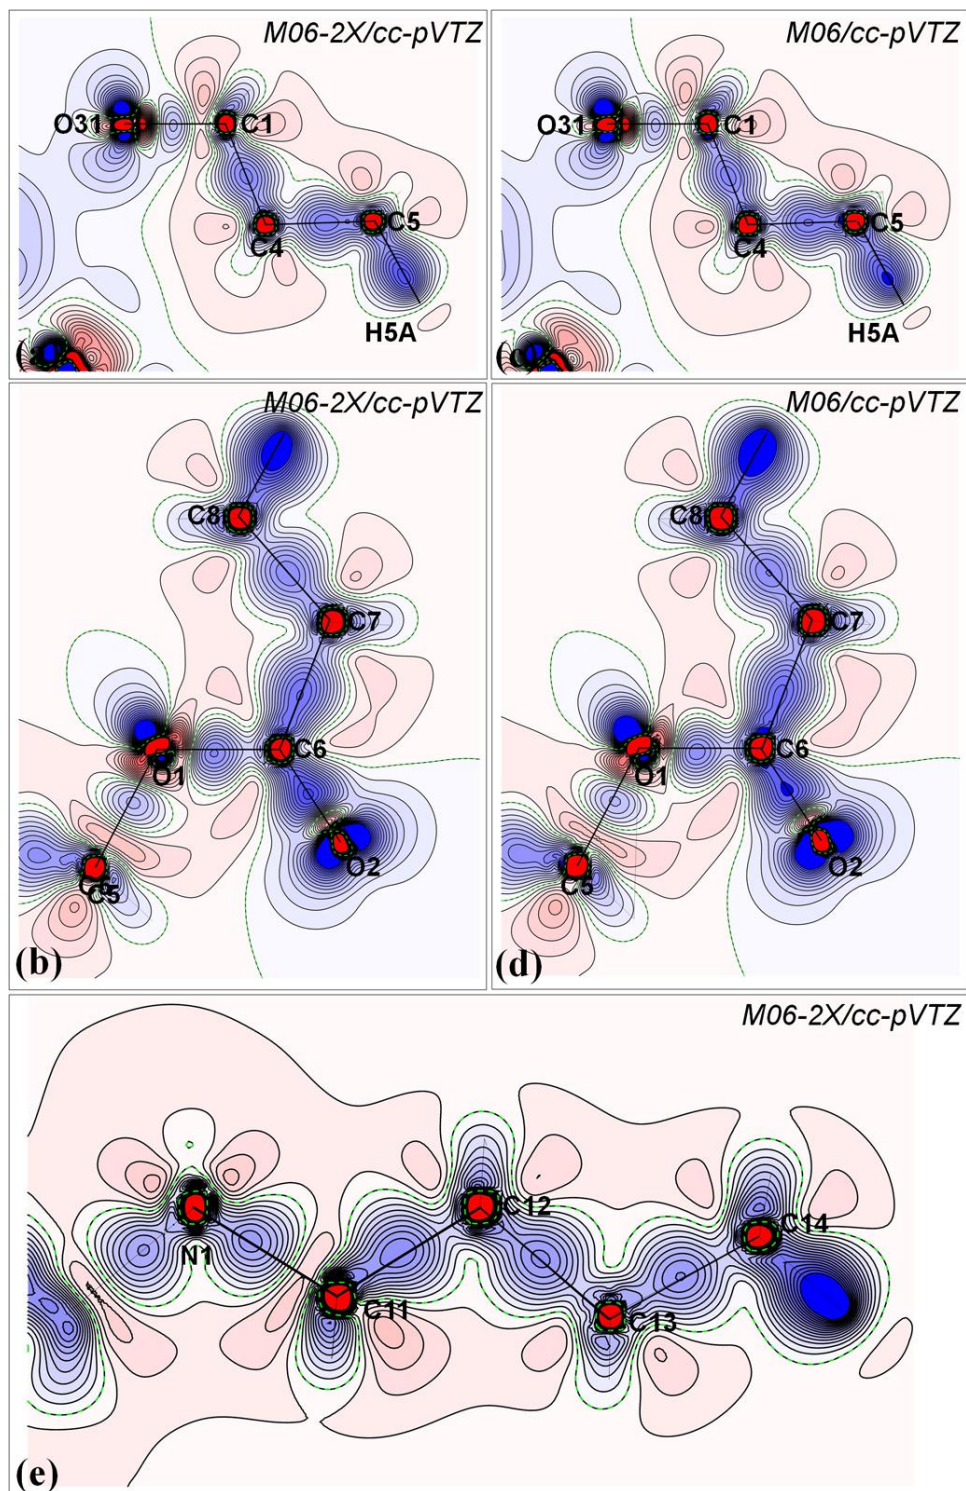 M06-2X/cc-pVTZ
O31
C1
C4
C5
H5A
M06/cc-pVTZ
O31
C1
C4
C5
H5A
M06-2X/cc-pVTZ
C8
C7
C6
O1
O2
C5
(b)
M06/cc-pVTZ
C8
C7
C6
O1
O2
C5
(d)
M06-2X/cc-pVTZ
C12
C14
N1
C11
C13
(e)